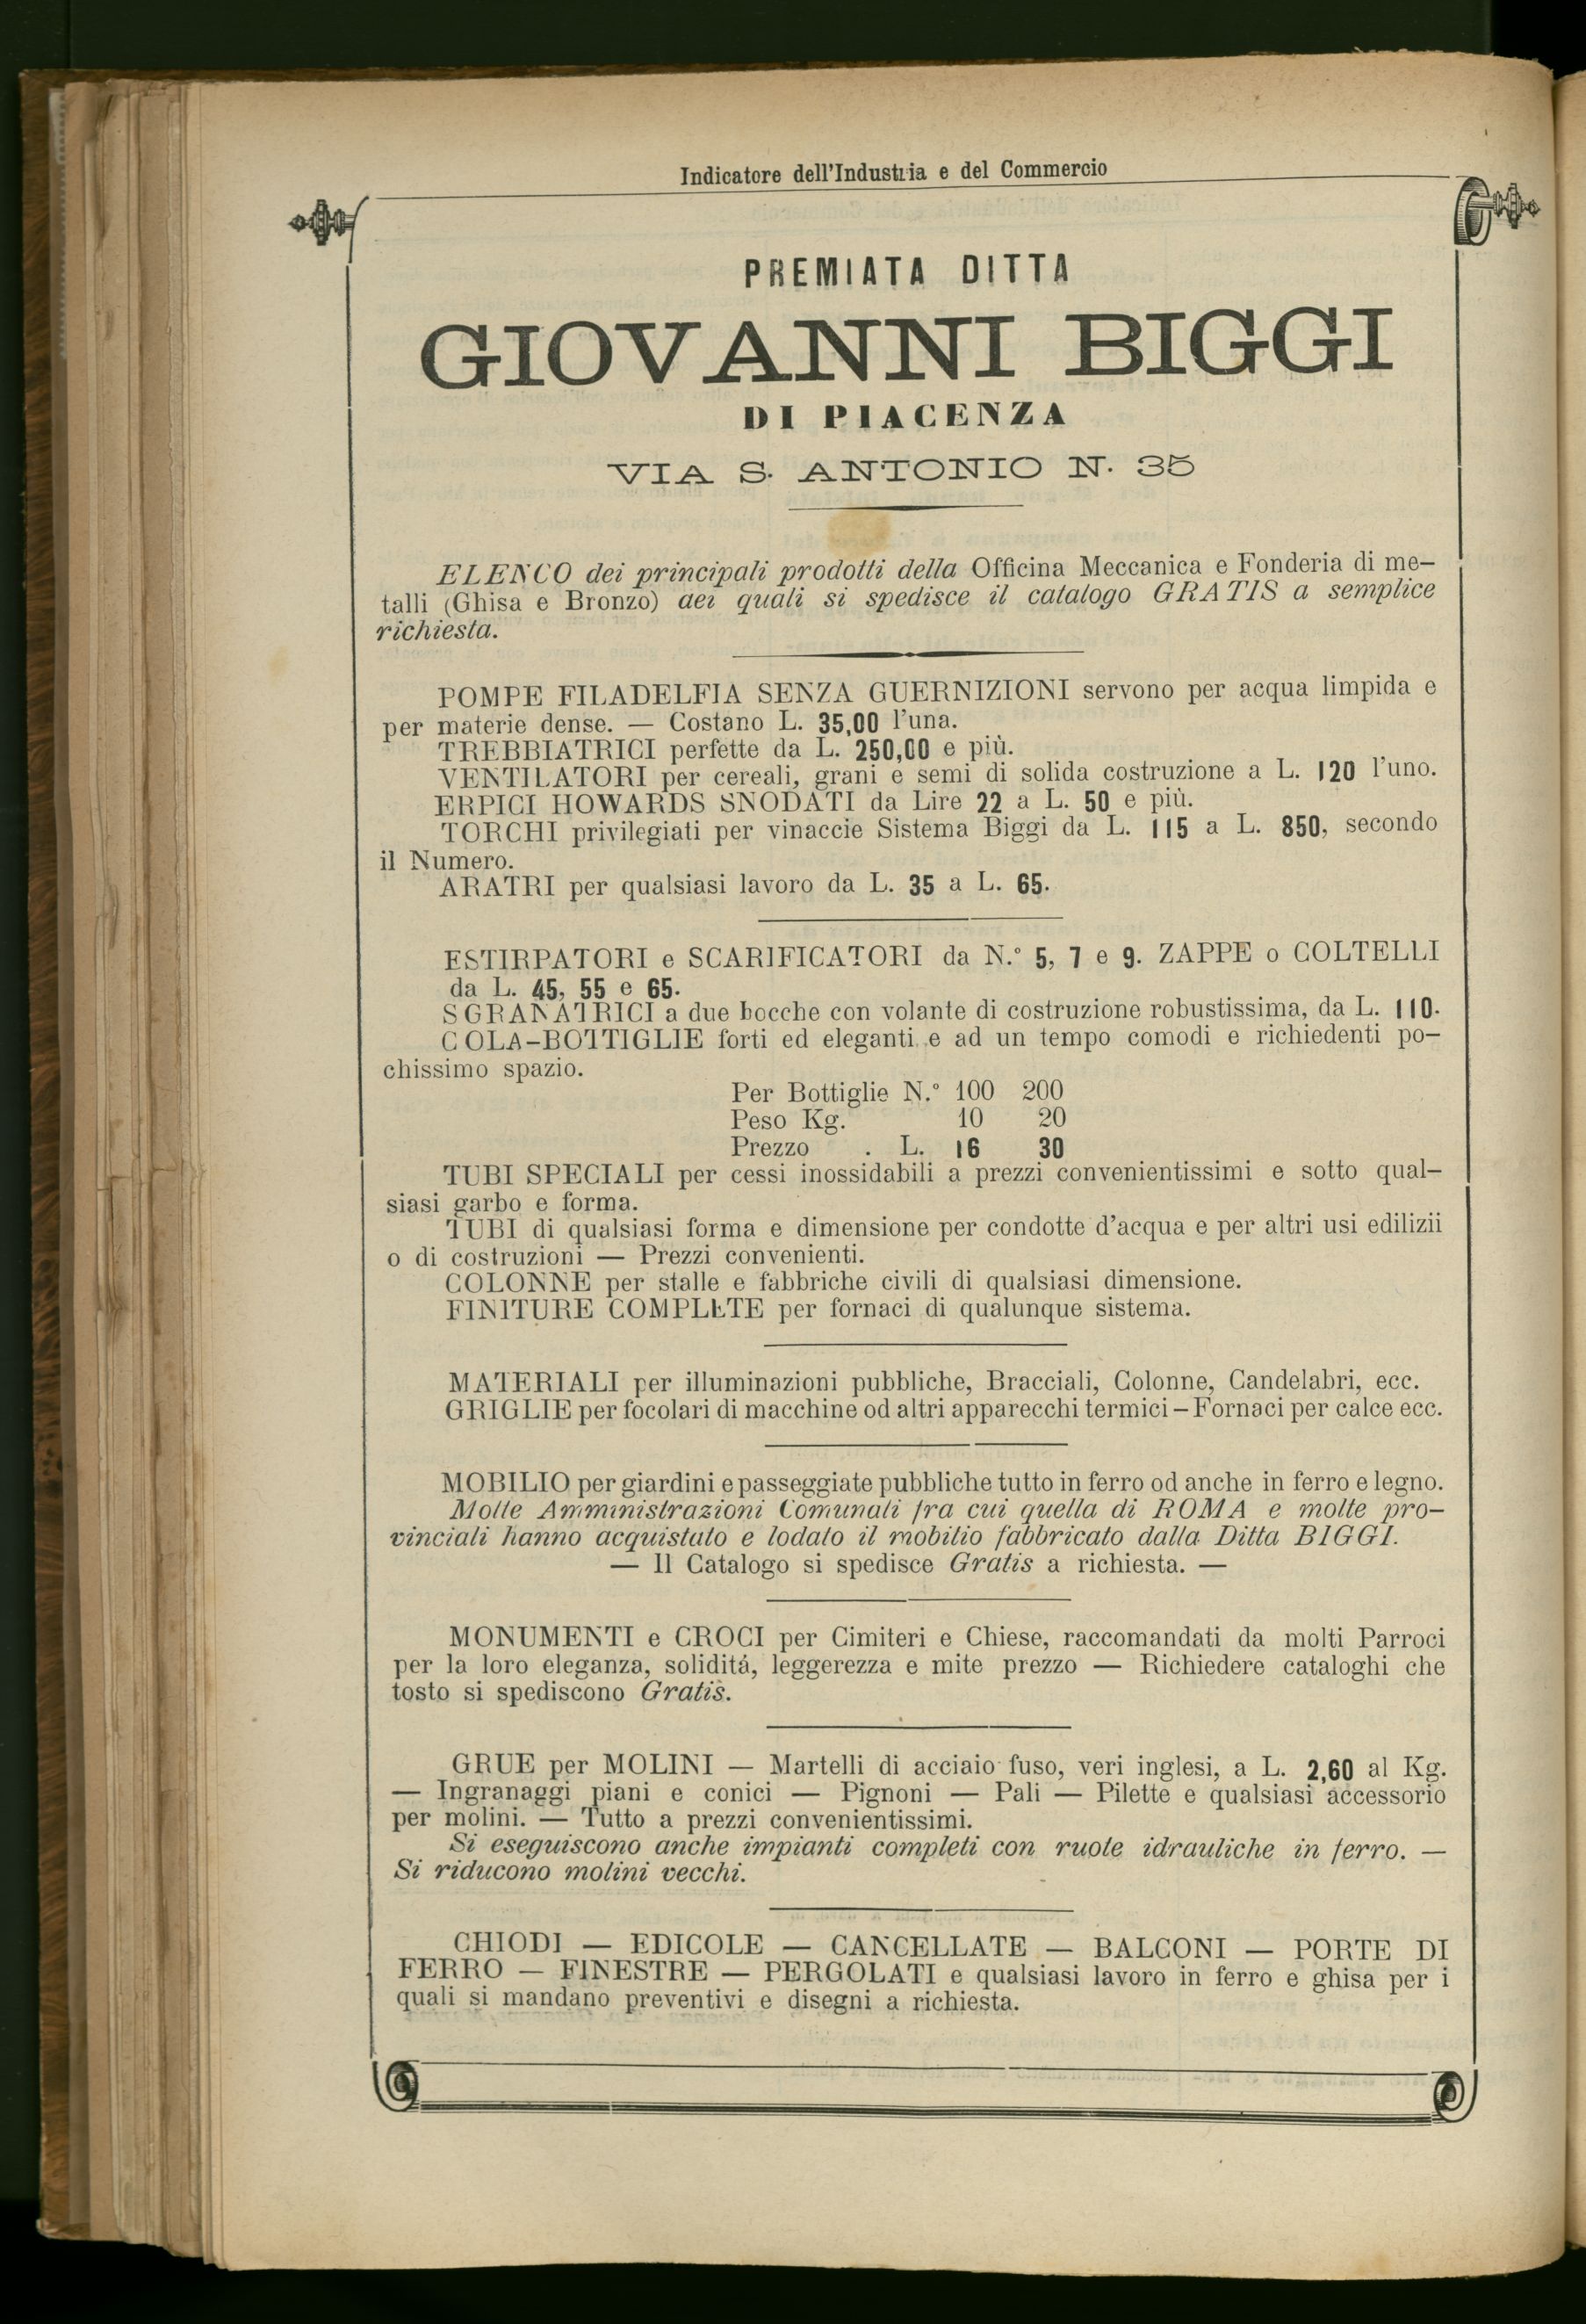 Indicatore dell'Industria e del Commercio
PREMIATA DITTA
GIOVANNI BIGGI
DI PIACENZA
VIA S. ANTONIO N. 35
ELENCO dei principali prodotti della Officina Meccanica e Fonderia di me-
talli (Ghisa e Bronzo) dei quali si spedisce il catalogo GRATIS a semplice
richiesta.
POMPE FILADELFIA SENZA GUERNIZIONI servono per acqua limpida e
per materie dense. — Costano L. 35,00 l'una.
TREBBIATRICI perfette da L. 250,00 e più.
VENTILATORI per cereali, grani e semi di solida costruzione a L. 120 l'uno.
ERPICI HOWARDS SNODATI da Lire 22 a L. 50 e più.
TORCHI privilegiati per vinaccie Sistema Biggi da L. 115 a L. 850, secondo
il Numero.
ARATRI per qualsiasi lavoro da L. 35 a L. 65.
ESTIRPATORI e SCARIFICATORI da N.° 5, 7 e 9. ZAPPE o COLTELLI
da L. 45, 55 e 65.
SGRANATRICI a due bocche con volante di costruzione robustissima, da L. 110.
COLA-BOTTIGLIE forti ed eleganti e ad un tempo comodi e richiedenti po-
chissimo spazio.
Per Bottiglie N.° 100 200
Peso Kg. 10 20
Prezzo . L. 16 30
TUBI SPECIALI per cessi inossidabili a prezzi convenientissimi e sotto qual-
siasi garbo e forma.
TUBI di qualsiasi forma e dimensione per condotte d'acqua e per altri usi edilizii
o di costruzioni — Prezzi convenienti.
COLONNE per stalle e fabbriche civili di qualsiasi dimensione.
FINITURE COMPLETE per fornaci di qualunque sistema.
MATERIALI per illuminazioni pubbliche, Bracciali, Colonne, Candelabri, ecc.
GRIGLIE per focolari di macchine od altri apparecchi termici – Fornaci per calce ecc.
MOBILIO per giardini e passeggiate pubbliche tutto in ferro od anche in ferro e legno.
Molte Amministrazioni Comunali fra cui quella di ROMA e molte pro-
vinciali hanno acquistato e lodato il mobilio fabbricato dalla Ditta BIGGI.
— Il Catalogo si spedisce Gratis a richiesta. —
MONUMENTI e CROCI per Cimiteri e Chiese, raccomandati da molti Parroci
per la loro eleganza, soliditá, leggerezza e mite prezzo — Richiedere cataloghi che
tosto si spediscono Gratis.
GRUE per MOLINI — Martelli di acciaio fuso, veri inglesi, a L. 2,60 al Kg.
— Ingranaggi piani e conici — Pignoni — Pali — Pilette e qualsiasi accessorio
per molini. — Tutto a prezzi convenientissimi.
Si eseguiscono anche impianti completi con ruote idrauliche in ferro. —
Si riducono molini vecchi.
CHIODI — EDICOLE — CANCELLATE — BALCONI — PORTE DI
FERRO — FINESTRE — PERGOLATI e qualsiasi lavoro in ferro e ghisa per i
quali si mandano preventivi e disegni a richiesta.